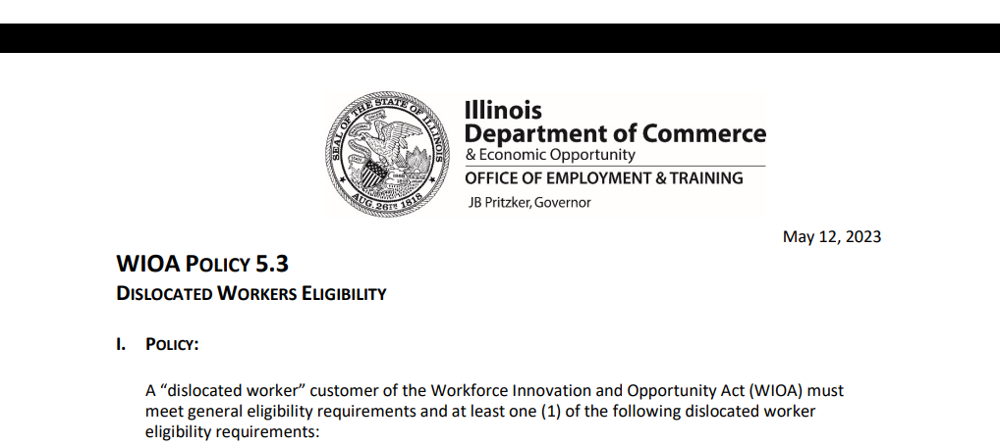 SEAL OF THE STATE OF ILLINOIS
AUG. 26TH 1818
Illinois
Department of Commerce
& Economic Opportunity
OFFICE OF EMPLOYMENT & TRAINING
JB Pritzker, Governor
May 12, 2023
WIOA POLICY 5.3
DISLOCATED WORKERS ELIGIBILITY
I. POLICY:
A “dislocated worker” customer of the Workforce Innovation and Opportunity Act (WIOA) must
meet general eligibility requirements and at least one (1) of the following dislocated worker
eligibility requirements: